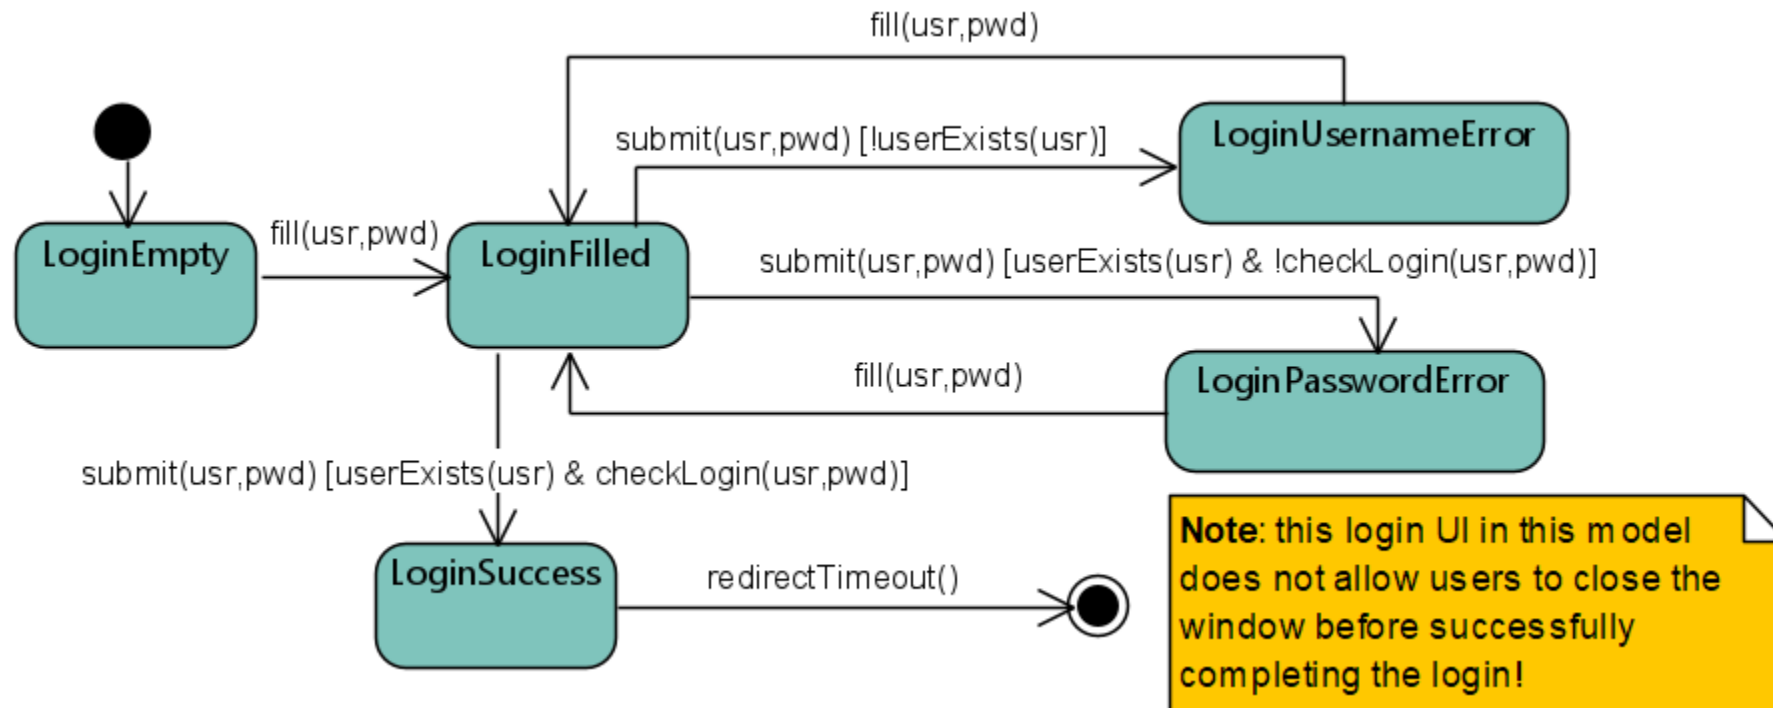 fill(usr,pwd)
submit(usr,pwd) [!userExists(usr)]
LoginUsernameError
LoginEmpty
fill(usr,pwd)
LoginFilled
submit(usr,pwd) [userExists(usr) & !checkLogin(usr,pwd)]
fill(usr,pwd)
LoginPasswordError
submit(usr,pwd) [userExists(usr) & checkLogin(usr,pwd)]
LoginSuccess
redirectTimeout()
Note: this login UI in this model
does not allow users to close the
window before successfully
completing the login!